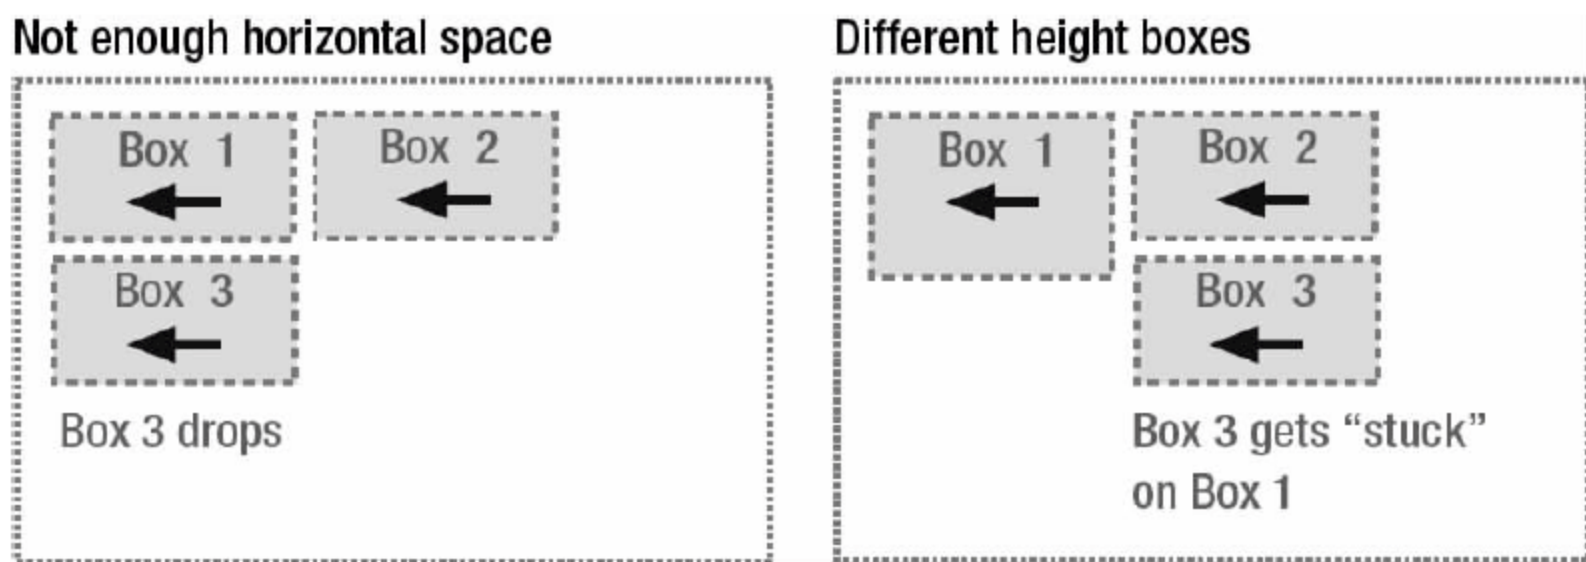 Not enough horizontal space
Box 1
Box 2
Box 3
Box 3 drops
Different height boxes
Box 1
Box 2
Box 3
Box 3 gets “stuck”
on Box 1